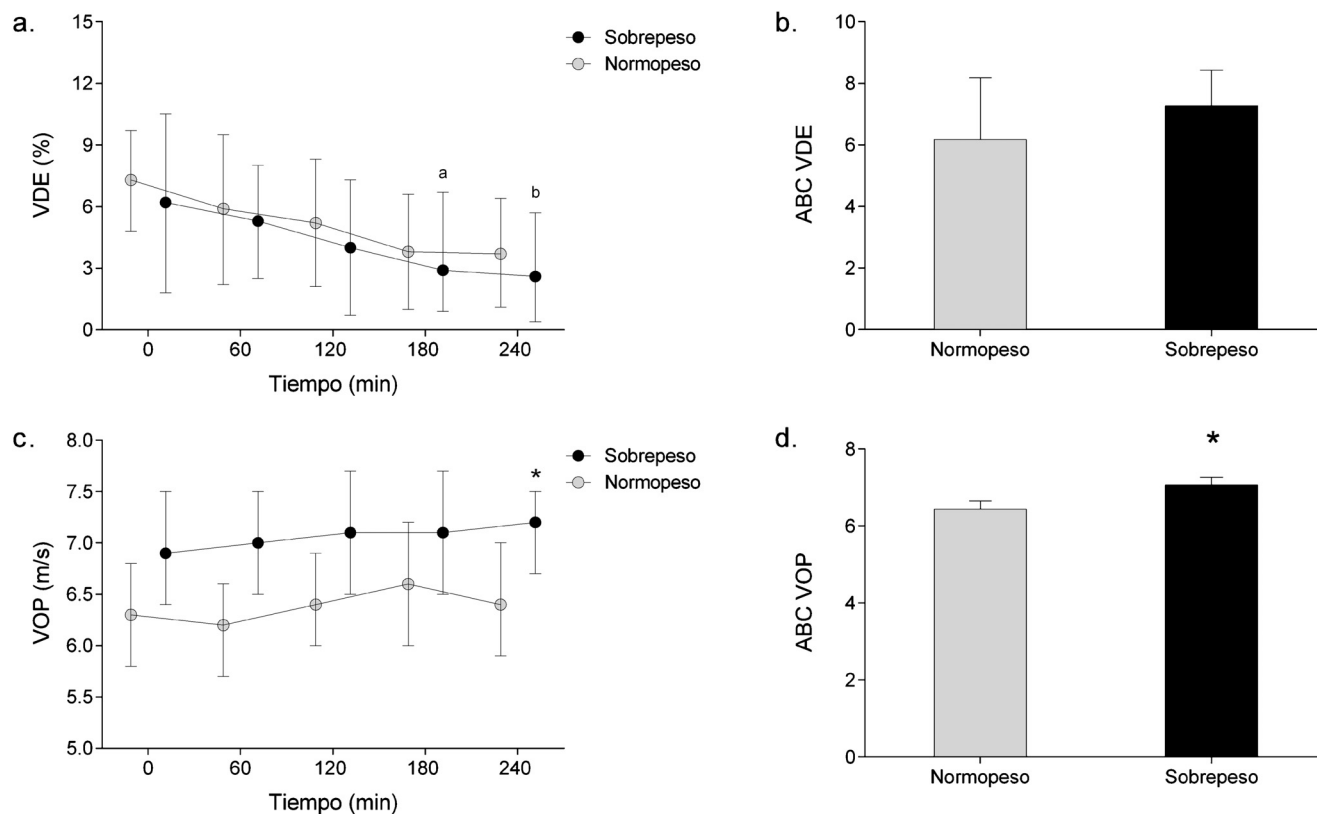 a.
Sobrepeso
Normopeso
15
12
9
6
3
0
VDE (%)
a
b
0 60 120 180 240
Tiempo (min)
b.
10
8
6
4
2
0
ABC VDE
Normopeso Sobrepeso
c.
Sobrepeso
Normopeso
8.0
7.5
7.0
6.5
6.0
5.5
5.0
VOP (m/s)
*
0 60 120 180 240
Tiempo (min)
d.
8
6
4
2
0
ABC VOP
*
Normopeso Sobrepeso